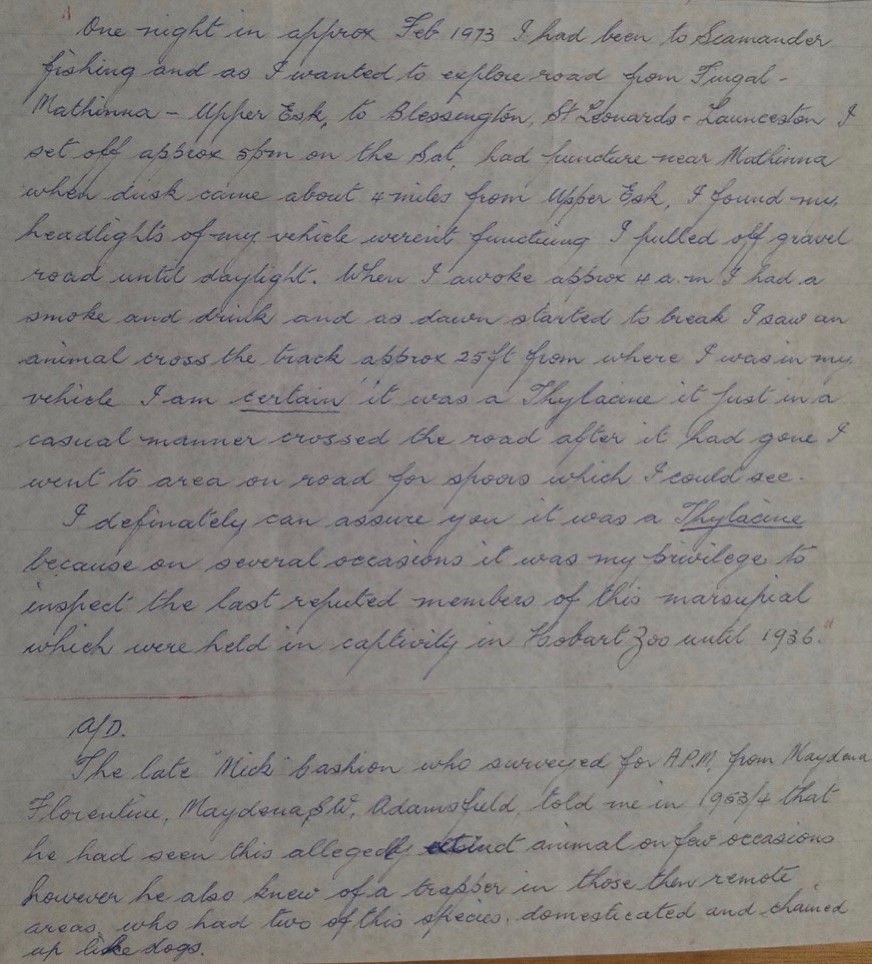 "One night in approx Feb 1973 I had been to Scamander
fishing and as I wanted to explore road from Fingal -
Mathinna - Upper Esk, to Blessington, St Leonards - Launceston I
set off approx 5pm on the Sat, had puncture near Mathinna
when dusk came about 4 miles from Upper Esk, I found my
headlights of my vehicle werent functiing I pulled off gravel
road until daylight. When I awoke approx 4 a.m I had a
smoke and drink and as dawn started to break I saw an
animal cross the track approx 25ft from where I was in my
vehicle I am certain it was a Thylacine it just in a
casual manner crossed the road after it had gone I
went to area on road for spoors which I could see.
I definately can assure you it was a Thylacine
because on several occasions it was my privilege to
inspect the last reputed members of this marsupial
which were held in captivity in Hobart Zoo until 1936."
The late "Mick" Cashion who surveyed for A.P.M. from Maydena
Florentine, Maydena, S.W, Adamsfield, told me in 1953/4 that
he had seen this allegedly extinct animal on few occasions
however he also knew of a trapper in those then remote
areas, who had two of this species, domesticated and chained
up like dogs.